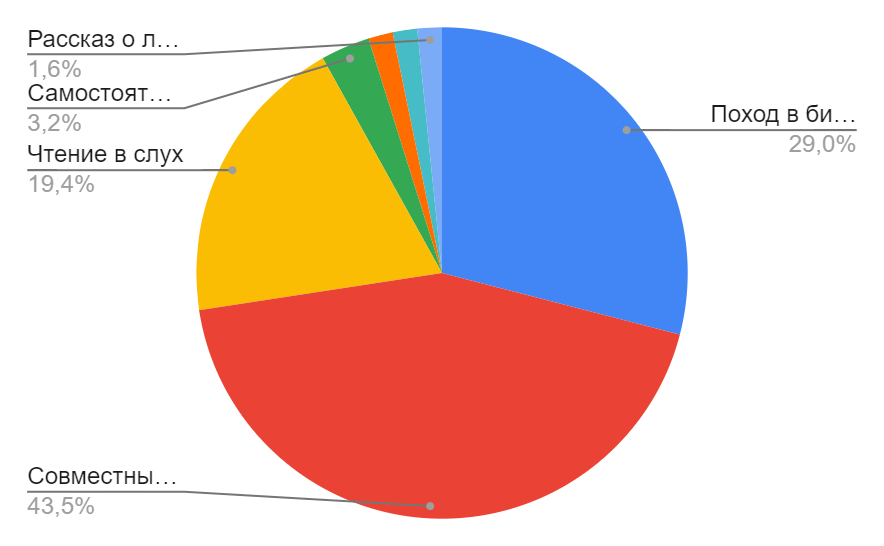 Рассказ о л…
1,6%
Самостоят…
3,2%
Чтение в слух
19,4%
Поход в би…
29,0%
Совместны…
43,5%